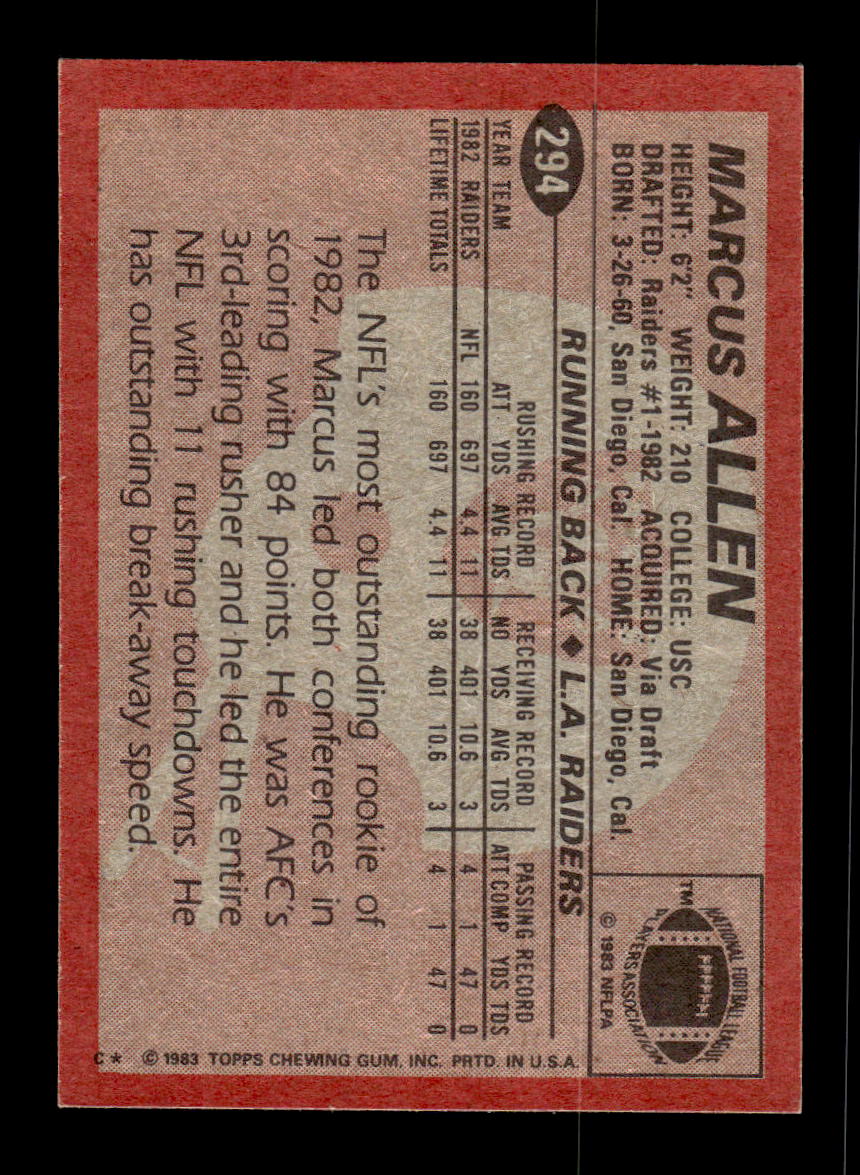 MARCUS ALLEN
HEIGHT: 6'2" WEIGHT: 210 COLLEGE: USC
DRAFTED: Raiders #1-1982 ACQUIRED: Via Draft
BORN: 3-26-60, San Diego, Cal. HOME: San Diego, Cal.
NATIONAL FOOTBALL LEAGUE
PLAYERS ASSOCIATION
TM
© 1983 NFLPA
294
RUNNING BACK ◆ L.A. RAIDERS
RUSHING RECORD RECEIVING RECORD PASSING RECORD
YEAR TEAM ATT YDS AVG TDS NO YDS AVG TDS ATT COMP YDS TDS
1982 RAIDERS NFL 160 697 4.4 11 38 401 10.6 3 4 1 47 0
LIFETIME TOTALS 160 697 4.4 11 38 401 10.6 3 4 1 47 0
The NFL's most outstanding rookie of
1982, Marcus led both conferences in
scoring with 84 points. He was AFC's
3rd-leading rusher and he led the entire
NFL with 11 rushing touchdowns. He
has outstanding break-away speed.
C* © 1983 TOPPS CHEWING GUM, INC. PRTD. IN U.S.A.